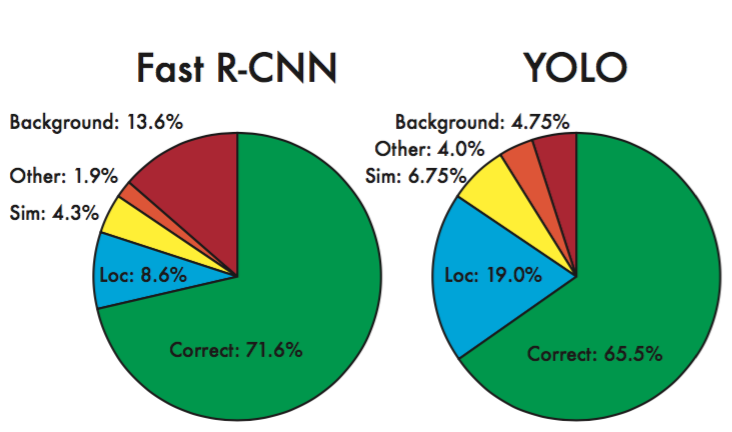 Fast R-CNN
Background: 13.6%
Other: 1.9%
Sim: 4.3%
Loc: 8.6%
Correct: 71.6%
YOLO
Background: 4.75%
Other: 4.0%
Sim: 6.75%
Loc: 19.0%
Correct: 65.5%